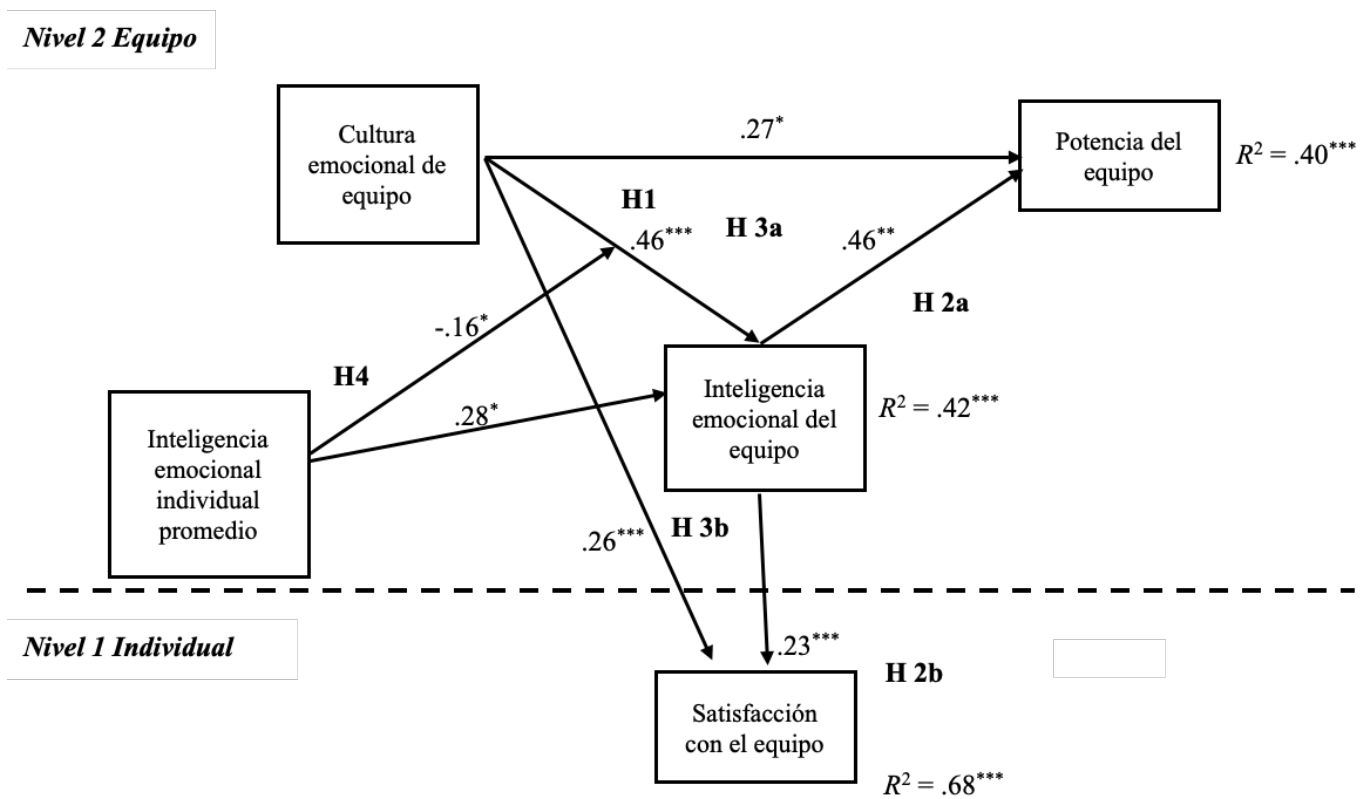 Nivel 2 Equipo
Cultura
emocional de
equipo
.27*
Potencia del
equipo
R² = .40***
H1
.46***
H 3a
.46**
H 2a
-.16*
H4
Inteligencia
emocional del
equipo
R² = .42***
.28*
Inteligencia
emocional
individual
promedio
.26***
H 3b
Nivel 1 Individual
.23***
H 2b
Satisfacción
con el equipo
R² = .68***